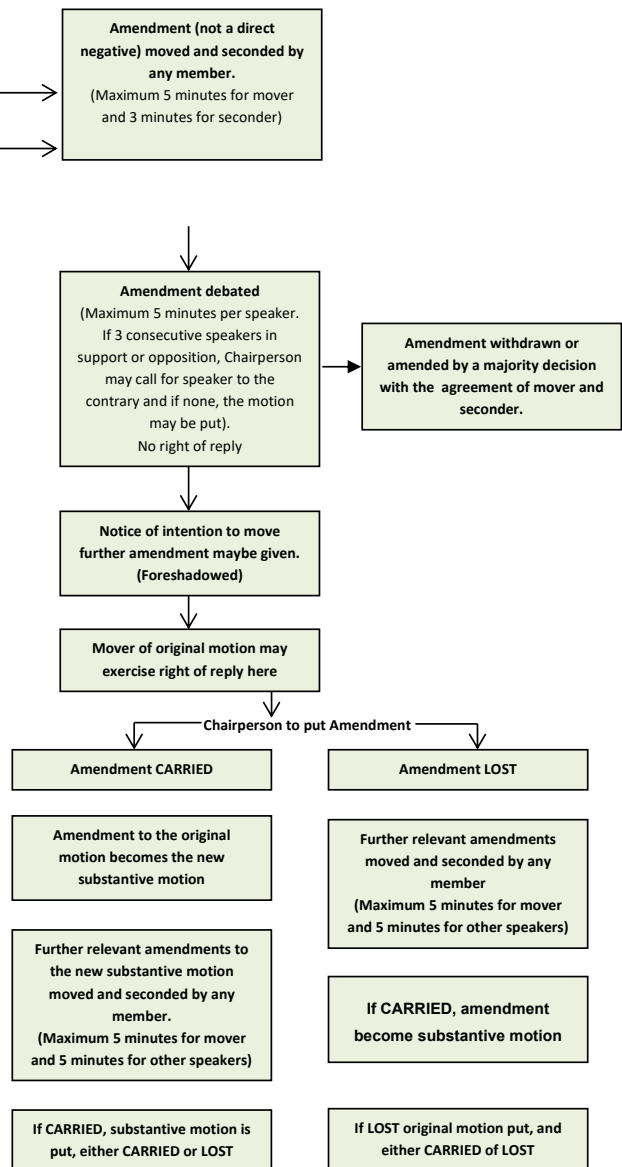 Amendment (not a direct
negative) moved and seconded by
any member.
(Maximum 5 minutes for mover
and 3 minutes for seconder)
Amendment debated
(Maximum 5 minutes per speaker.
If 3 consecutive speakers in
support or opposition, Chairperson
may call for speaker to the
contrary and if none, the motion
may be put).
No right of reply
Amendment withdrawn or
amended by a majority decision
with the agreement of mover and
seconder.
Notice of intention to move
further amendment maybe given.
(Foreshadowed)
Mover of original motion may
exercise right of reply here
Chairperson to put Amendment
Amendment CARRIED
Amendment to the original
motion becomes the new
substantive motion
Further relevant amendments to
the new substantive motion
moved and seconded by any
member.
(Maximum 5 minutes for mover
and 5 minutes for other speakers)
If CARRIED, substantive motion is
put, either CARRIED or LOST
Amendment LOST
Further relevant amendments
moved and seconded by any
member
(Maximum 5 minutes for mover
and 5 minutes for other speakers)
If CARRIED, amendment
become substantive motion
If LOST original motion put, and
either CARRIED of LOST